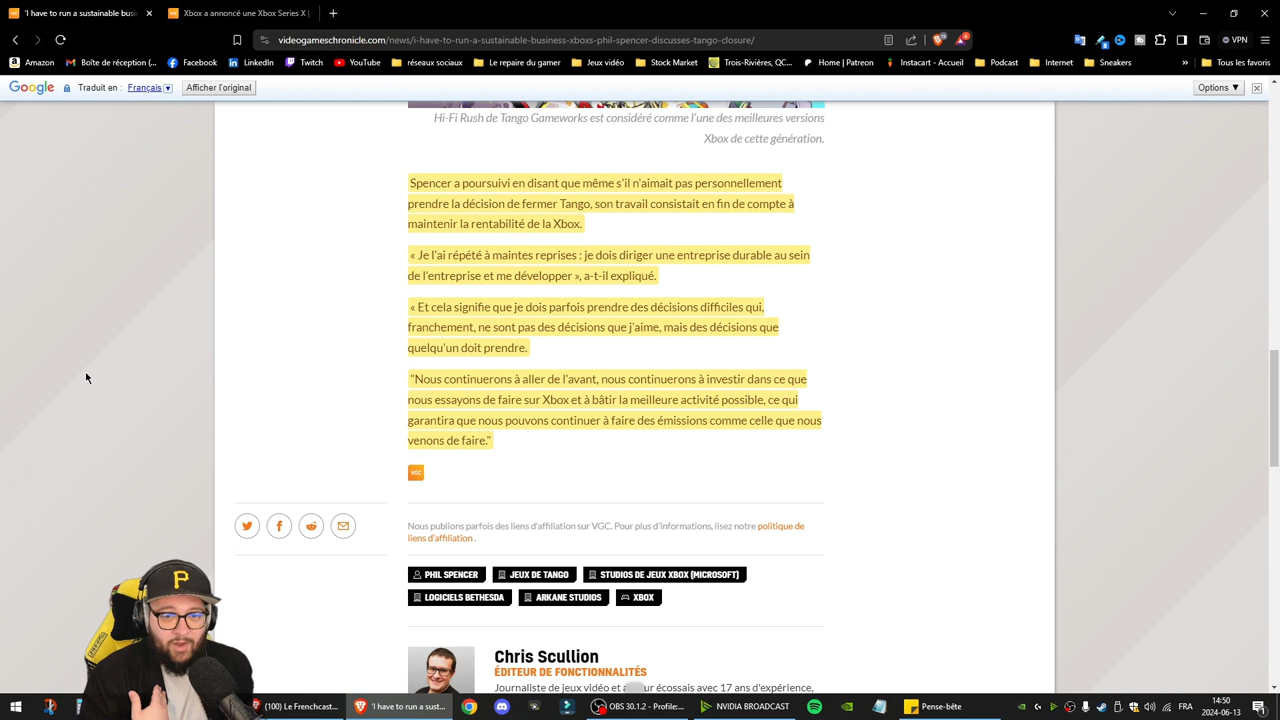 'I have to run a sustainable busi
Xbox a annoncé une Xbox Series X |
videogameschronicle.com/news/i-have-to-run-a-sustainable-business-xboxs-phil-spencer-discusses-tango-closure/
VPN
Amazon
Boîte de réception (...
Facebook
LinkedIn
Twitch
YouTube
réseaux sociaux
Le repaire du gamer
Jeux vidéo
Stock Market
Trois-Rivières, QC...
Home | Patreon
Instacart - Accueil
Podcast
Internet
Sneakers
»
Tous les favoris
Google
Traduit en :
Français
Afficher l'original
Options ▼
Hi-Fi Rush de Tango Gameworks est considéré comme l'une des meilleures versions
Xbox de cette génération.
Spencer a poursuivi en disant que même s'il n'aimait pas personnellement
prendre la décision de fermer Tango, son travail consistait en fin de compte à
maintenir la rentabilité de la Xbox.
« Je l'ai répété à maintes reprises : je dois diriger une entreprise durable au sein
de l'entreprise et me développer », a-t-il expliqué.
« Et cela signifie que je dois parfois prendre des décisions difficiles qui,
franchement, ne sont pas des décisions que j'aime, mais des décisions que
quelqu'un doit prendre.
"Nous continuerons à aller de l'avant, nous continuerons à investir dans ce que
nous essayons de faire sur Xbox et à bâtir la meilleure activité possible, ce qui
garantira que nous pouvons continuer à faire des émissions comme celle que nous
venons de faire."
VGC
Nous publions parfois des liens d'affiliation sur VGC. Pour plus d'informations, lisez notre politique de
liens d'affiliation .
PHIL SPENCER
JEUX DE TANGO
STUDIOS DE JEUX XBOX (MICROSOFT)
LOGICIELS BETHESDA
ARKANE STUDIOS
XBOX
P
Chris Scullion
ÉDITEUR DE FONCTIONNALITÉS
Journaliste de jeux vidéo et écossais avec 17 ans d'expérience,
(100) Le Frenchcast...
'I have to run a sust...
OBS 30.1.2 - Profile:...
NVIDIA BROADCAST
Pense-bête
FRA
14:50
2024-06-13